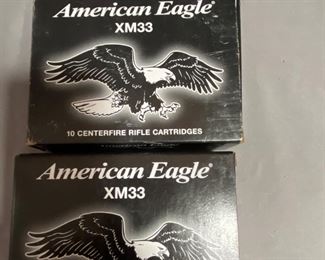 American Eagle®
XM33
10 CENTERFIRE RIFLE CARTRIDGES
American Eagle®
XM33